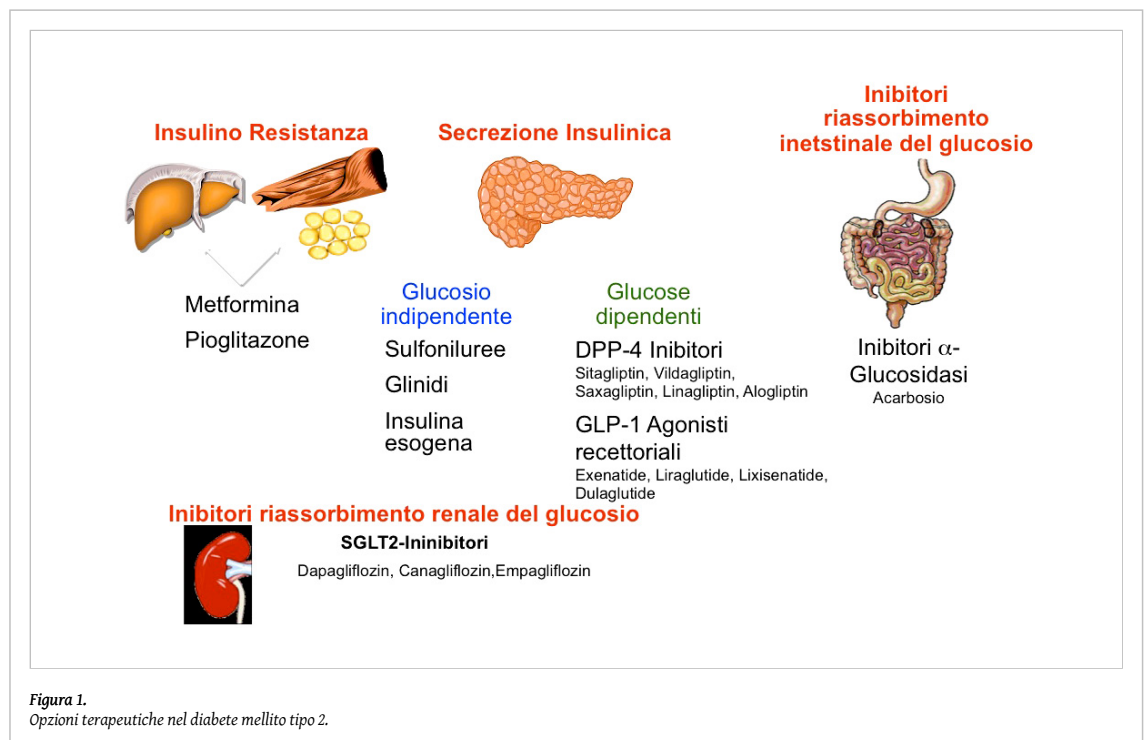 Insulino Resistanza
Metformina
Pioglitazone
Secrezione Insulinica
Glucosio
indipendente
Sulfoniluree
Glinidi
Insulina
esogena
Glucose
dipendenti
DPP-4 Inibitori
Sitagliptin, Vildagliptin,
Saxagliptin, Linagliptin, Alogliptin
GLP-1 Agonisti
recettoriali
Exenatide, Liraglutide, Lixisenatide,
Dulaglutide
Inibitori
riassorbimento
inetstinale del glucosio
Inibitori α-
Glucosidasi
Acarbosio
Inibitori riassorbimento renale del glucosio
SGLT2-Ininibitori
Dapagliflozin, Canagliflozin,Empagliflozin
Figura 1.
Opzioni terapeutiche nel diabete mellito tipo 2.